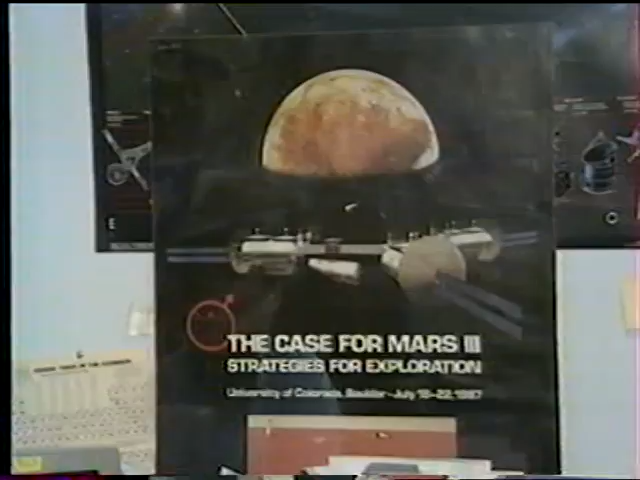 THE CASE FOR MARS III
STRATEGIES FOR EXPLORATION
University of Colorado, Boulder - July 18-22, 1987